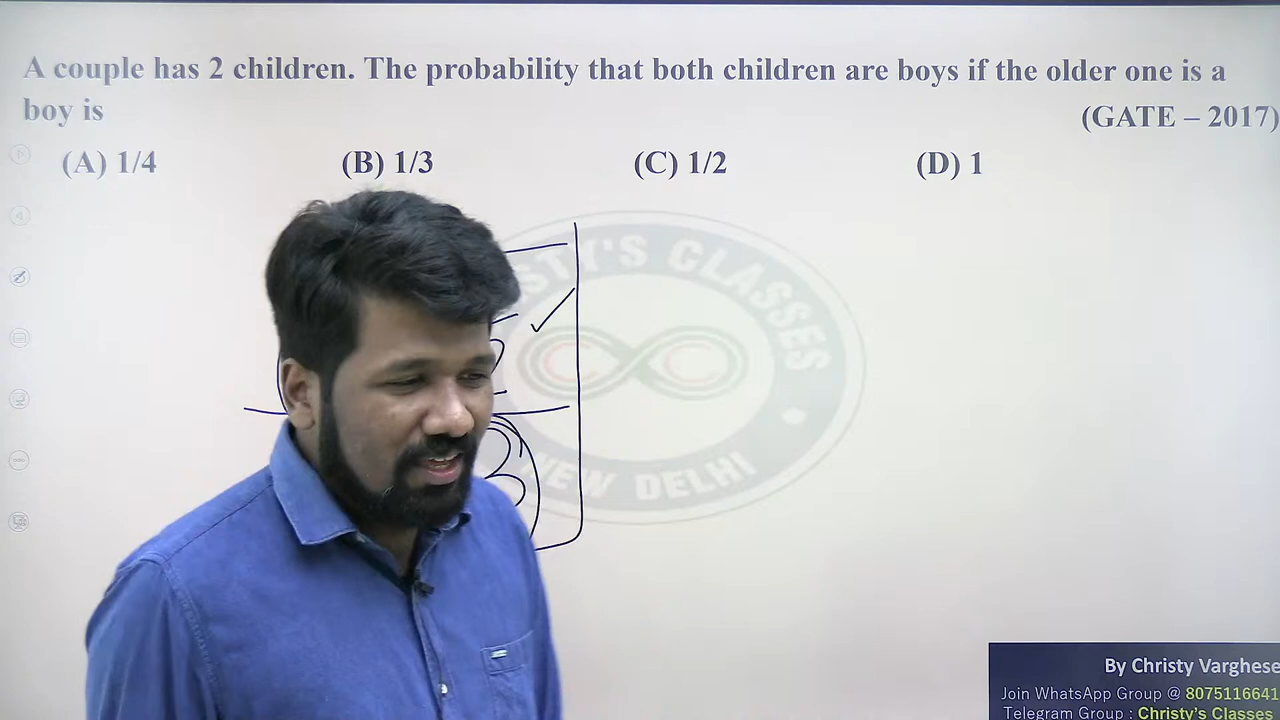 A couple has 2 children. The probability that both children are boys if the older one is a
boy is (GATE – 2017)
(A) 1/4 (B) 1/3 (C) 1/2 (D) 1
CLASSES
NEW DELHI
By Christy Varghese
Join WhatsApp Group @ 8075116641
Telegram Group : Christy's Classes